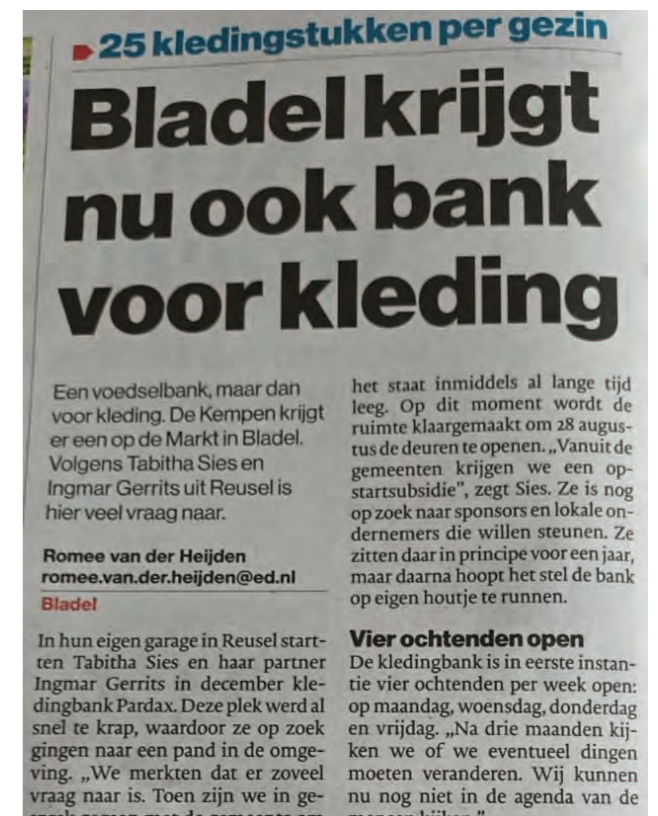 25 kledingstukken per gezin
Bladel krijgt
nu ook bank
voor kleding
Een voedselbank, maar dan
voor kleding. De Kempen krijgt
er een op de Markt in Bladel.
Volgens Tabitha Sies en
Ingmar Gerrits uit Reusel is
hier veel vraag naar.
Romee van der Heijden
romee.van.der.heijden@ed.nl
Bladel
In hun eigen garage in Reusel start-
ten Tabitha Sies en haar partner
Ingmar Gerrits in december kle-
dingbank Pardax. Deze plek werd al
snel te krap, waardoor ze op zoek
gingen naar een pand in de omge-
ving. „We merkten dat er zoveel
vraag naar is. Toen zijn we in ge-
het staat inmiddels al lange tijd
leeg. Op dit moment wordt de
ruimte klaargemaakt om 28 augus-
tus de deuren te openen. „Vanuit de
gemeenten krijgen we een op-
startsubsidie”, zegt Sies. Ze is nog
op zoek naar sponsors en lokale on-
dernemers die willen steunen. Ze
zitten daar in principe voor een jaar,
maar daarna hoopt het stel de bank
op eigen houtje te runnen.
Vier ochtenden open
De kledingbank is in eerste instan-
tie vier ochtenden per week open:
op maandag, woensdag, donderdag
en vrijdag. „Na drie maanden kij-
ken we of we eventueel dingen
moeten veranderen. Wij kunnen
nu nog niet in de agenda van de